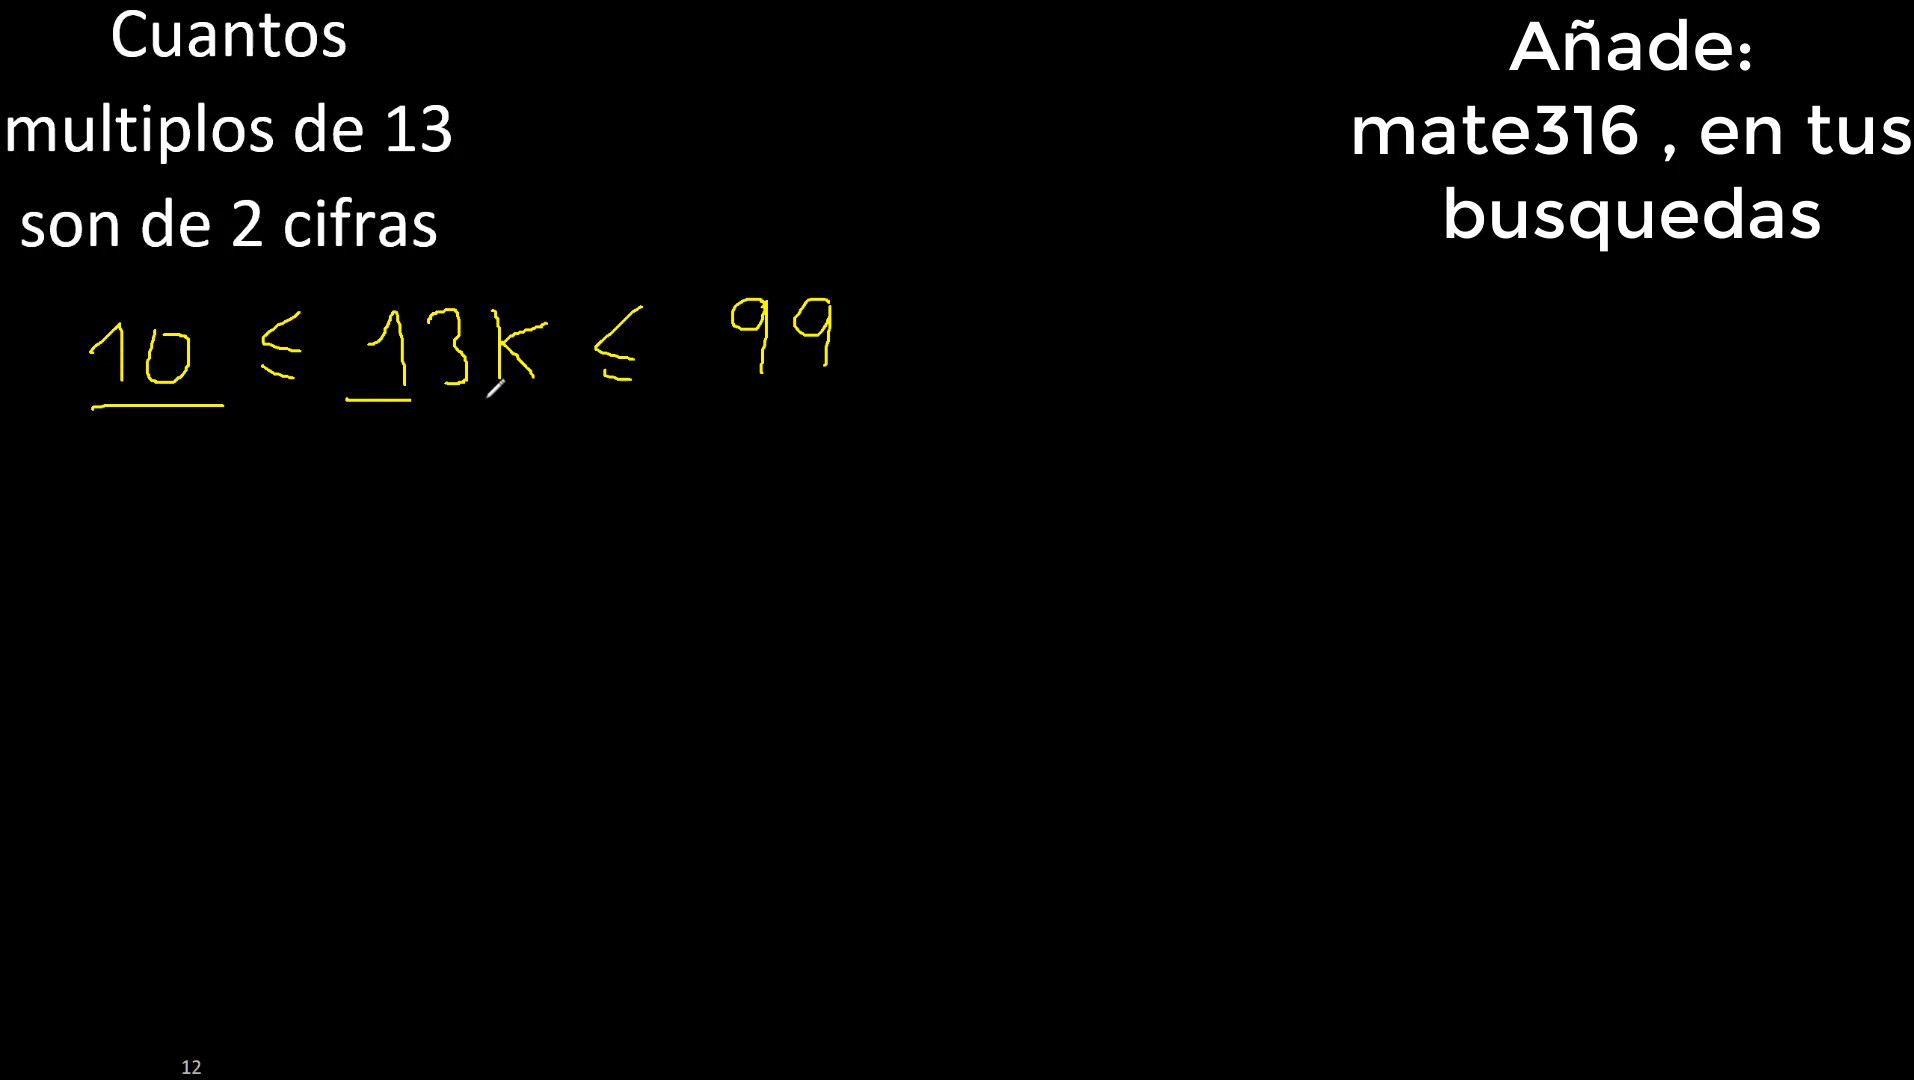 Cuantos
multiplos de 13
son de 2 cifras
Añade:
mate316 , en tus
busquedas
10 ≤ 13K ≤ 99
12